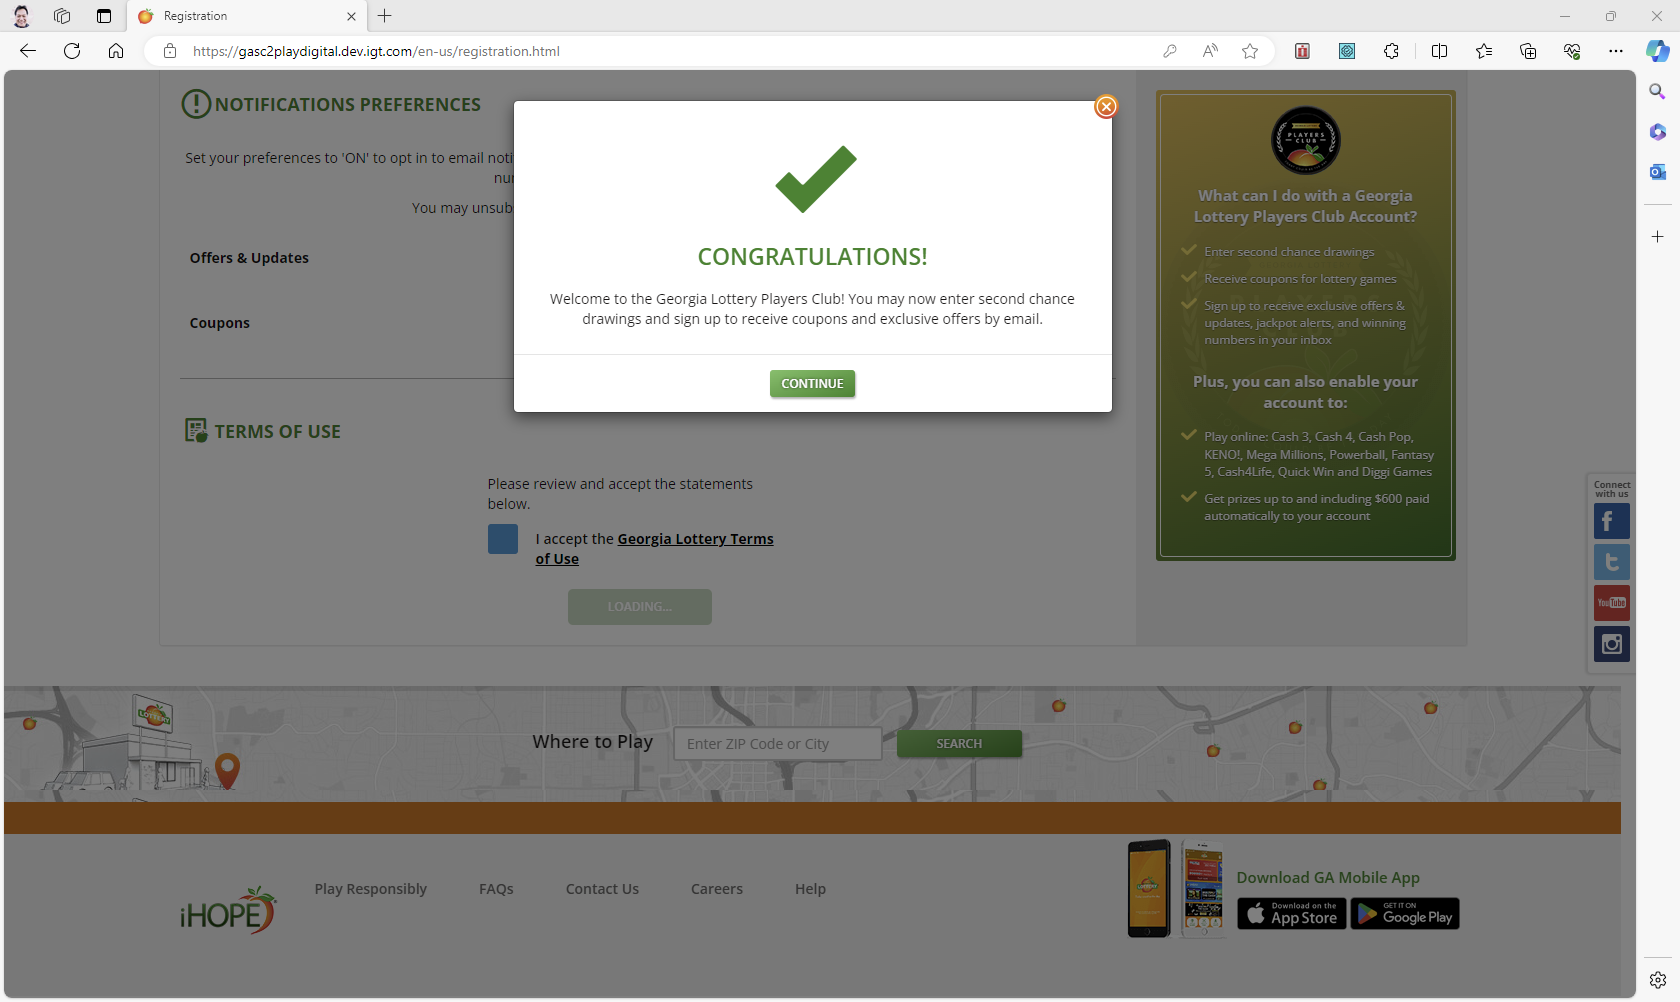 Registration
https://gasc2playdigital.dev.igt.com/en-us/registration.html
NOTIFICATIONS PREFERENCES
Set your preferences to 'ON' to opt in to email noti
nu
You may unsub
Offers & Updates
Coupons
CONGRATULATIONS!
Welcome to the Georgia Lottery Players Club! You may now enter second chance
drawings and sign up to receive coupons and exclusive offers by email.
CONTINUE
TERMS OF USE
Please review and accept the statements
below.
I accept the Georgia Lottery Terms
of Use
LOADING...
PLAYERS
CLUB
What can I do with a Georgia
Lottery Players Club Account?
Enter second chance drawings
Receive coupons for lottery games
Sign up to receive exclusive offers &
updates, jackpot alerts, and winning
numbers in your inbox
Plus, you can also enable your
account to:
Play online: Cash 3, Cash 4, Cash Pop,
KENO!, Mega Millions, Powerball, Fantasy
5, Cash4Life, Quick Win and Diggi Games
Get prizes up to and including $600 paid
automatically to your account
Connect
with us
You Tube
LOTTERY
Where to Play
Enter ZIP Code or City
SEARCH
iHOPE
Play Responsibly
FAQs
Contact Us
Careers
Help
Download GA Mobile App
Download on the
App Store
GET IT ON
Google Play